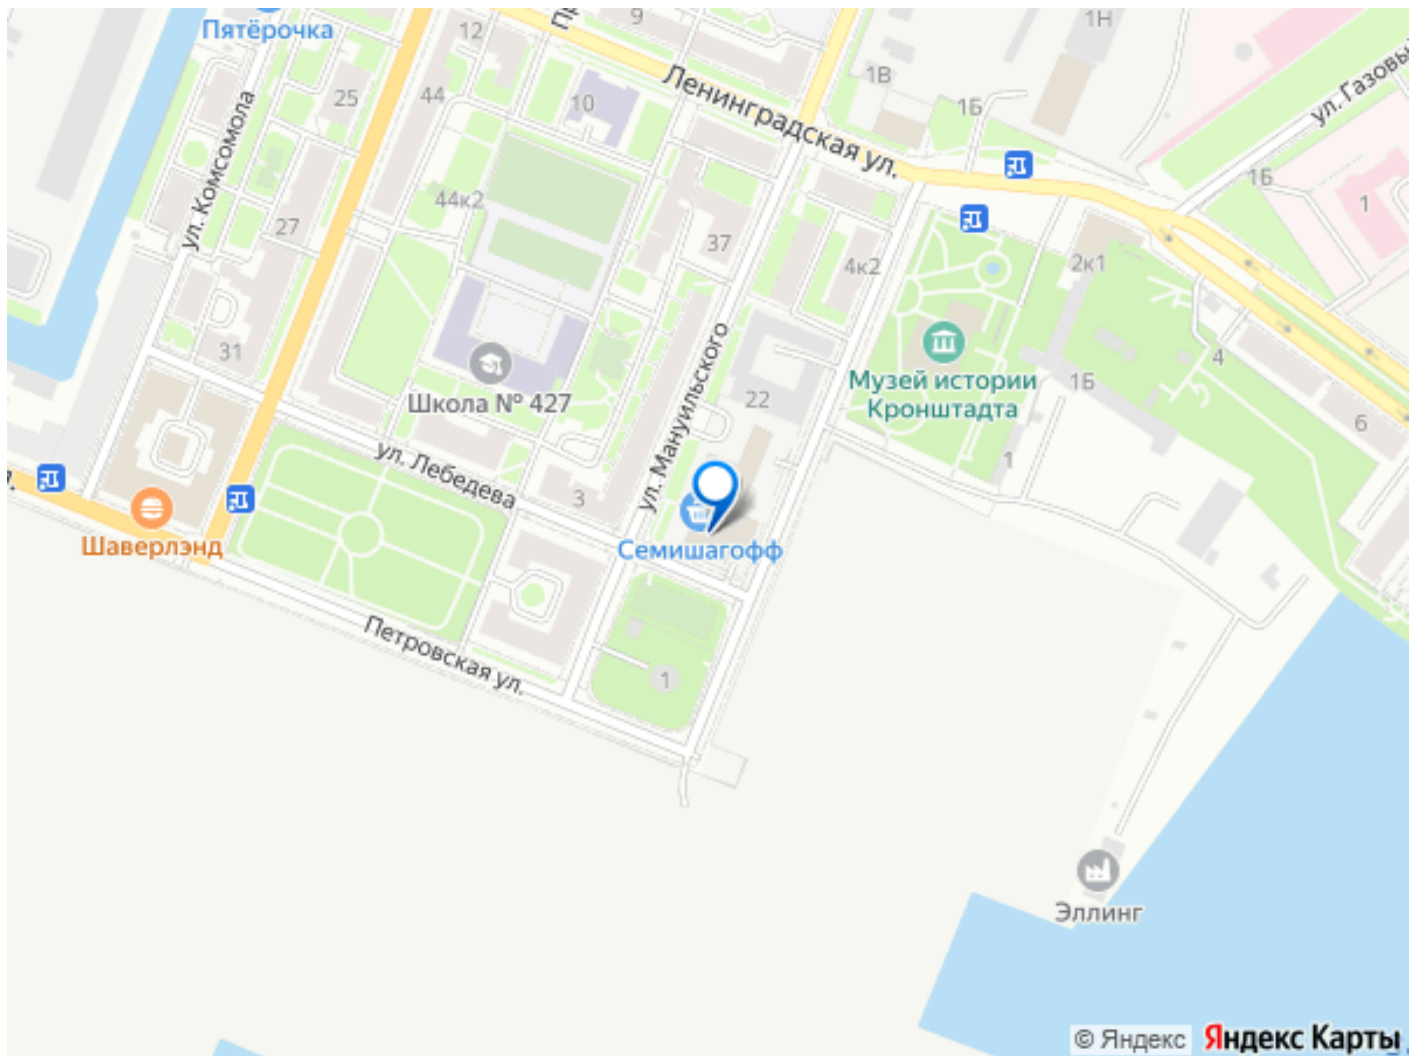 Пятёрочка
9
1Н
12
Ленинградская ул.
1В
ул. Газовый
44
25
10
1Б
ул. Комсомола
44к2
27
37
4к2
2к1
1Б
1
31
Школа № 427
ул. Мануильского
22
Музей истории
Кронштадта
1Б
4
6
ул. Лебедева
3
1
Шаверлэнд
Семишагофф
Петровская ул.
1
Эллинг
© Яндекс
Яндекс Карты